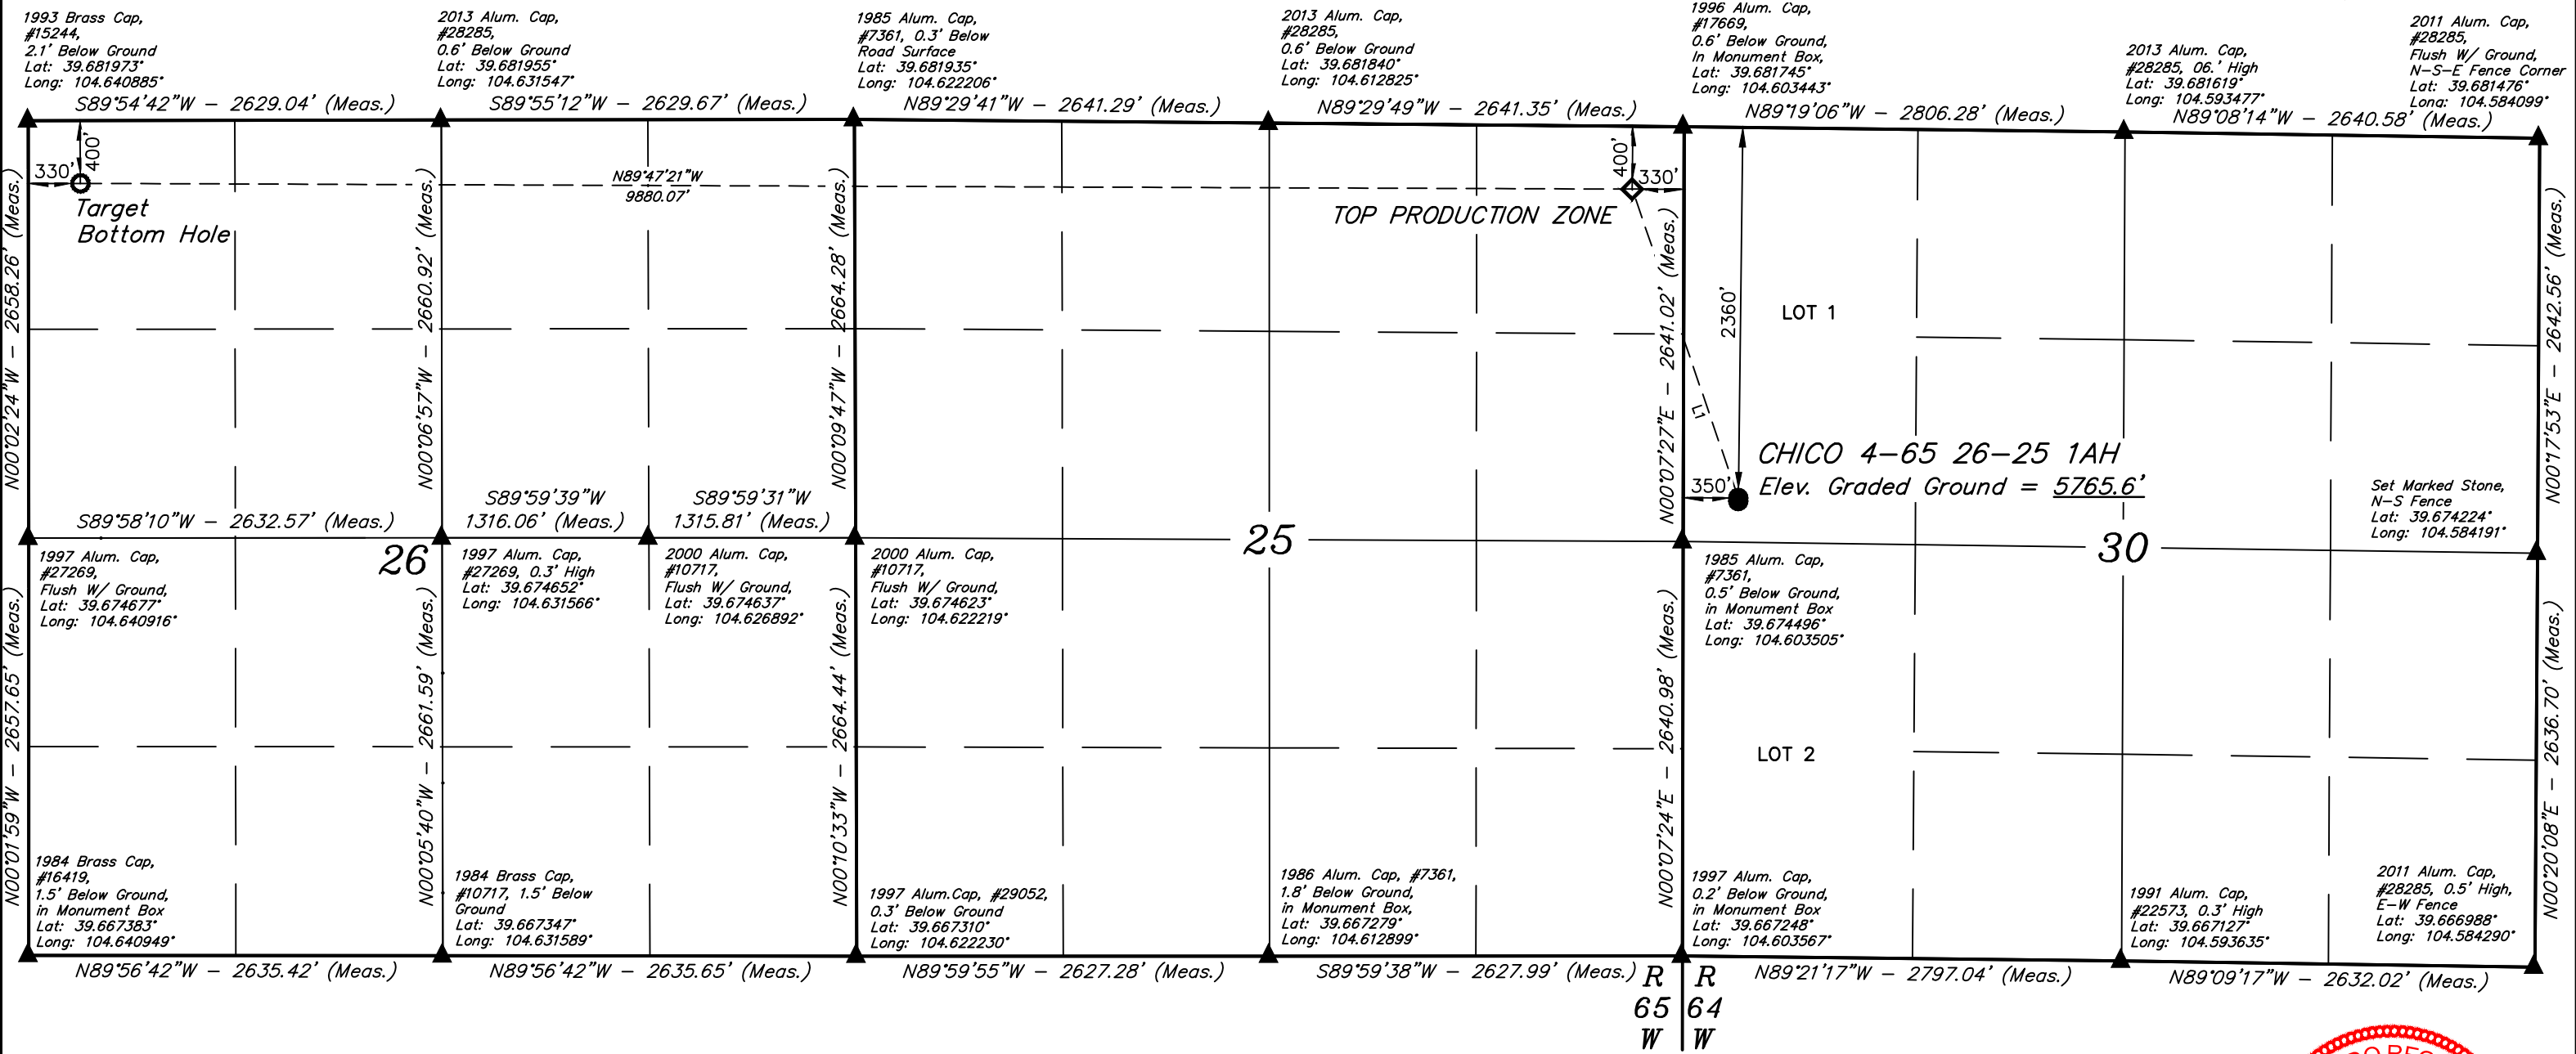 1993 Brass Cap,
#15244,
2.1' Below Ground
Lat: 39.681973°
Long: 104.640885°
2013 Alum. Cap,
#28285,
0.6' Below Ground
Lat: 39.681955°
Long: 104.631547°
1985 Alum. Cap,
#7361, 0.3' Below
Road Surface
Lat: 39.681935°
Long: 104.622206°
2013 Alum. Cap,
#28285,
0.6' Below Ground
Lat: 39.681840°
Long: 104.612825°
1996 Alum. Cap,
#17669,
0.6' Below Ground,
In Monument Box,
Lat: 39.681745°
Long: 104.603443°
2013 Alum. Cap,
#28285, 06.' High
Lat: 39.681619°
Long: 104.593477°
2011 Alum. Cap,
#28285,
Flush W/ Ground,
N-S-E Fence Corner
Lat: 39.681476°
Long: 104.584099°
S89°54'42"W - 2629.04' (Meas.)
S89°55'12"W - 2629.67' (Meas.)
N89°29'41"W - 2641.29' (Meas.)
N89°29'49"W - 2641.35' (Meas.)
N89°19'06"W - 2806.28' (Meas.)
N89°08'14"W - 2640.58' (Meas.)
400'
330'
Target
Bottom Hole
N89°47'21"W
9880.07'
400'
330'
TOP PRODUCTION ZONE
N00°02'24"W - 2658.26' (Meas.)
N00°06'57"W - 2660.92' (Meas.)
N00°09'47"W - 2664.28' (Meas.)
N00°07'27"E - 2641.02' (Meas.)
N00°17'53"E - 2642.56' (Meas.)
2360'
LOT 1
L1
350'
CHICO 4-65 26-25 1AH
Elev. Graded Ground = 5765.6'
Set Marked Stone,
N-S Fence
Lat: 39.674224°
Long: 104.584191°
S89°58'10"W - 2632.57' (Meas.)
S89°59'39"W
1316.06' (Meas.)
S89°59'31"W
1315.81' (Meas.)
26
25
30
1997 Alum. Cap,
#27269,
Flush W/ Ground,
Lat: 39.674677°
Long: 104.640916°
1997 Alum. Cap,
#27269, 0.3' High
Lat: 39.674652°
Long: 104.631566°
2000 Alum. Cap,
#10717,
Flush W/ Ground,
Lat: 39.674637°
Long: 104.626892°
2000 Alum. Cap,
#10717,
Flush W/ Ground,
Lat: 39.674623°
Long: 104.622219°
1985 Alum. Cap,
#7361,
0.5' Below Ground,
in Monument Box
Lat: 39.674496°
Long: 104.603505°
N00°01'59"W - 2657.65' (Meas.)
N00°05'40"W - 2661.59' (Meas.)
N00°10'33"W - 2664.44' (Meas.)
N00°07'24"E - 2640.98' (Meas.)
N00°20'08"E - 2636.70' (Meas.)
LOT 2
1984 Brass Cap,
#16419,
1.5' Below Ground,
in Monument Box
Lat: 39.667383°
Long: 104.640949°
1984 Brass Cap,
#10717, 1.5' Below
Ground
Lat: 39.667347°
Long: 104.631589°
1997 Alum.Cap, #29052,
0.3' Below Ground
Lat: 39.667310°
Long: 104.622230°
1986 Alum. Cap, #7361,
1.8' Below Ground,
in Monument Box,
Lat: 39.667279°
Long: 104.612899°
1997 Alum. Cap,
0.2' Below Ground,
in Monument Box
Lat: 39.667248°
Long: 104.603567°
1991 Alum. Cap,
#22573, 0.3' High
Lat: 39.667127°
Long: 104.593635°
2011 Alum. Cap,
#28285, 0.5' High,
E-W Fence
Lat: 39.666988°
Long: 104.584290°
N89°56'42"W - 2635.42' (Meas.)
N89°56'42"W - 2635.65' (Meas.)
N89°59'55"W - 2627.28' (Meas.)
S89°59'38"W - 2627.99' (Meas.)
N89°21'17"W - 2797.04' (Meas.)
N89°09'17"W - 2632.02' (Meas.)
R R
65 64
W W